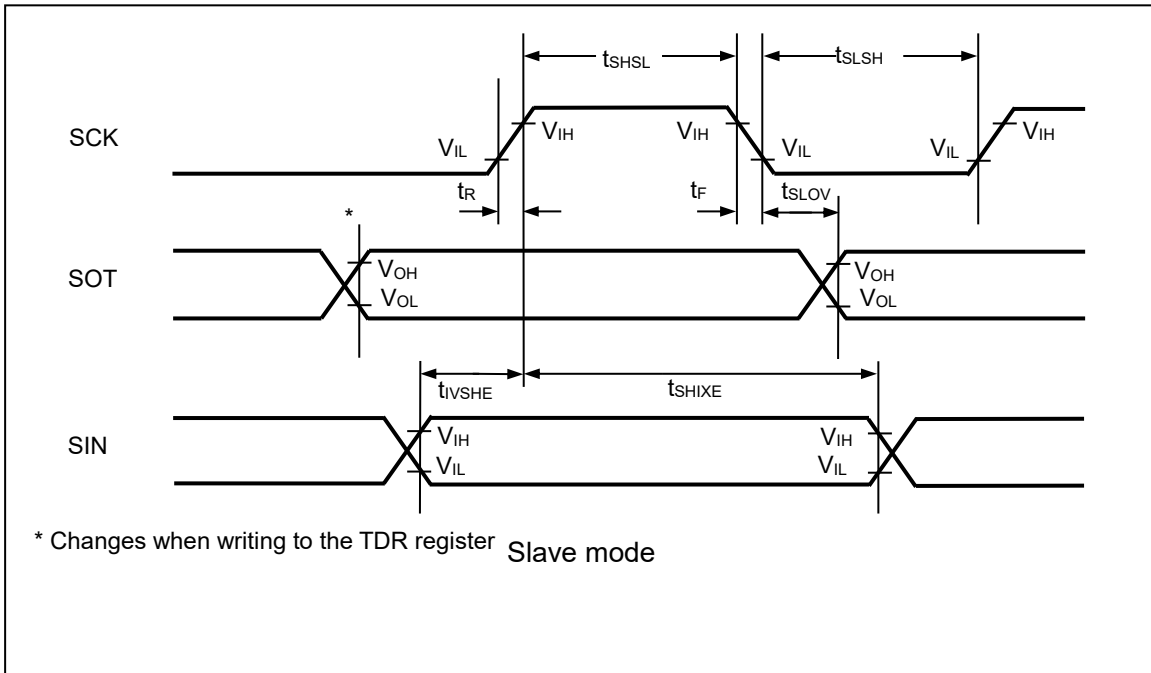 tSHSL
tSLSH
SCK
VIH
VIH
VIH
VIL
VIL
VIL
tR
tF
tSLOV
*
SOT
VOH
VOH
VOL
VOL
tIVSHE
tSHIXE
SIN
VIH
VIH
VIL
VIL
* Changes when writing to the TDR register
Slave mode